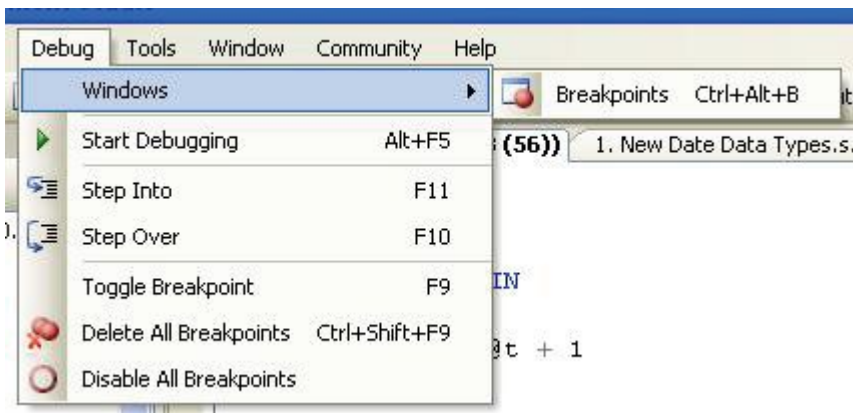 Debug Tools Window Community Help
Windows Breakpoints Ctrl+Alt+B
Start Debugging Alt+F5 (56)) 1. New Date Data Types.s
Step Into F11
Step Over F10
Toggle Breakpoint F9 IN
Delete All Breakpoints Ctrl+Shift+F9
@t + 1
Disable All Breakpoints